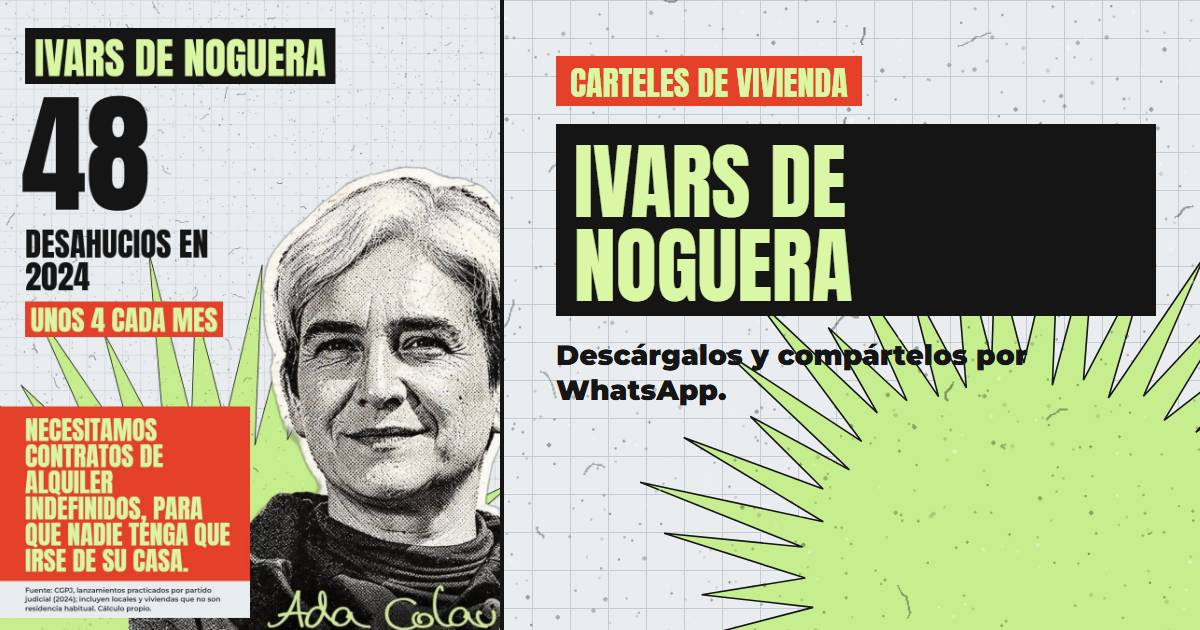 IVARS DE NOGUERA
48
DESAHUCIOS EN
2024
UNOS 4 CADA MES
NECESITAMOS
CONTRATOS DE
ALQUILER
INDEFINIDOS, PARA
QUE NADIE TENGA QUE
IRSE DE SU CASA.
Fuente: CGPJ, lanzamientos practicados por partido
judicial (2024); incluyen locales y viviendas que no son
residencia habitual. Cálculo propio.
Ada Colau
CARTELES DE VIVIENDA
IVARS DE
NOGUERA
Descárgalos y compártelos por
WhatsApp.